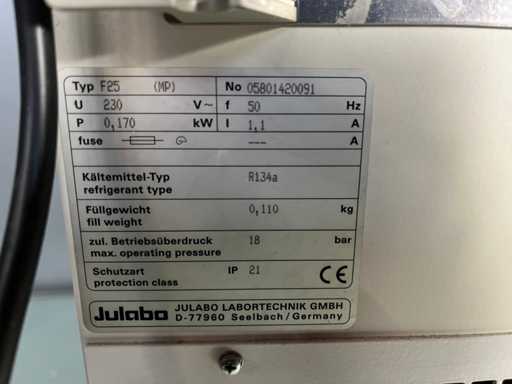 Typ F25 (MP) No 05801420091
U 230 V~ f 50 Hz
P 0,170 kW I 1,1 A
fuse --- A
Kältemittel-Typ R134a
refrigerant type
Füllgewicht 0,110 kg
fill weight
zul. Betriebsüberdruck 18 bar
max. operating pressure
Schutzart IP 21 CE
protection class
Julabo JULABO LABORTECHNIK GMBH
D-77960 Seelbach/Germany